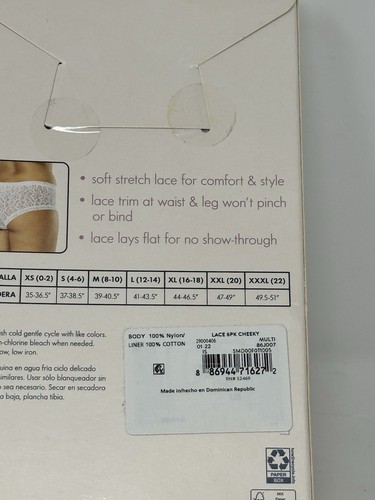 • soft stretch lace for comfort & style
• lace trim at waist & leg won't pinch
or bind
• lace lays flat for no show-through
ALLA XS (0-2) S (4-6) M (8-10) L (12-14) XL (16-18) XXL (20) XXXL (22)
DERA 35-36.5" 37-38.5" 39-40.5" 41-43.5" 44-46.5" 47-49" 49.5-51"
sh cold gentle cycle with like colors.
n-chlorine bleach when needed.
ow, low iron.
quina en agua fria ciclo delicado
similares. Usar sólo blanqueador sin
o sea necesario. Secar en secadora
a baja, plancha tibia.
BODY 100% Nylon/
LINER 100% COTTON
LACE 6PK CHEEKY
29000406 MULTI
01 22 86J007
IS
8 86944 71627 2
Made in/hecho en Dominican Republic
PAPER
BOX